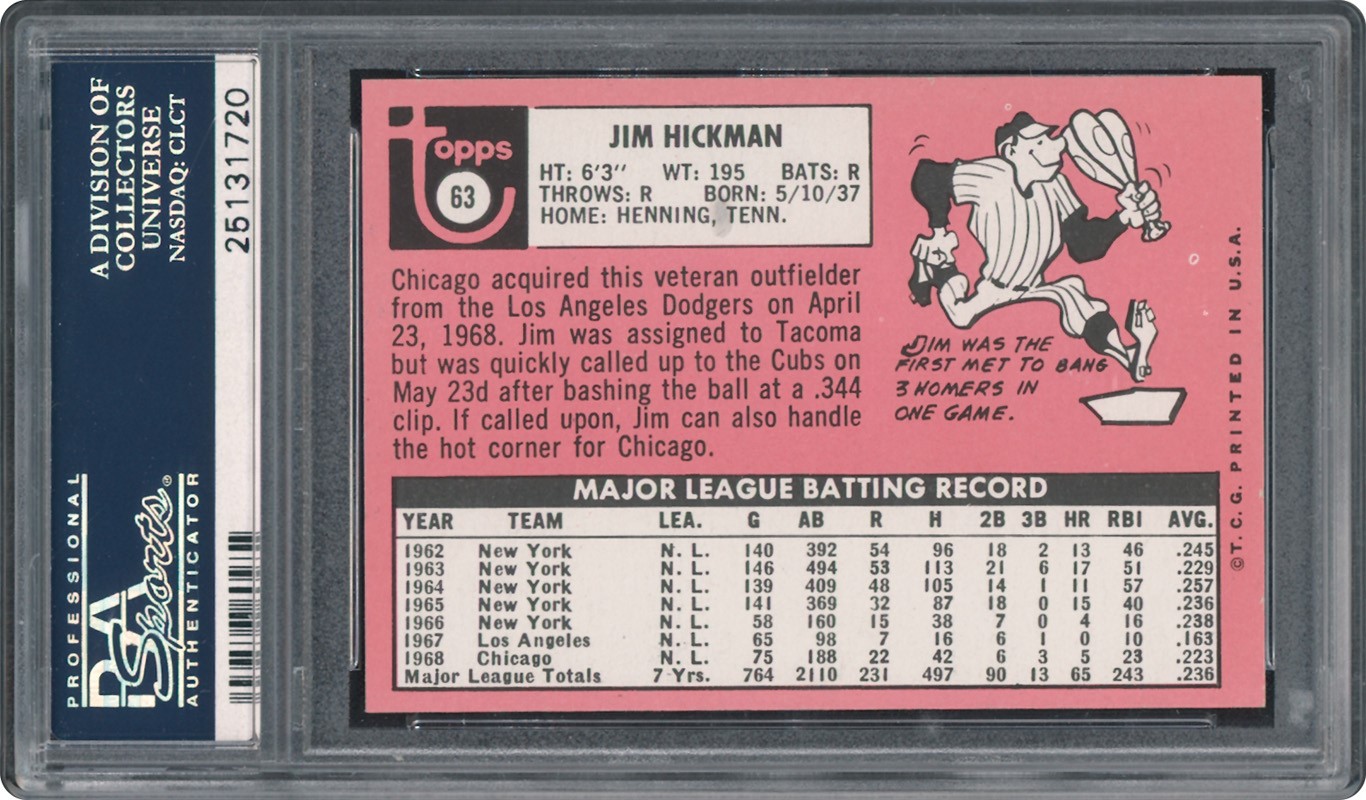 A DIVISION OF
COLLECTORS
UNIVERSE
NASDAQ: CLCT
25131720
PROFESSIONAL
PSA
Sports®
AUTHENTICATOR
topps
63
JIM HICKMAN
HT: 6'3'' WT: 195 BATS: R
THROWS: R BORN: 5/10/37
HOME: HENNING, TENN.
Chicago acquired this veteran outfielder
from the Los Angeles Dodgers on April
23, 1968. Jim was assigned to Tacoma
but was quickly called up to the Cubs on
May 23d after bashing the ball at a .344
clip. If called upon, Jim can also handle
the hot corner for Chicago.
JIM WAS THE
FIRST MET TO BANG
3 HOMERS IN
ONE GAME.
©T. C. G. PRINTED IN U.S.A.
MAJOR LEAGUE BATTING RECORD
YEAR TEAM LEA. G AB R H 2B 3B HR RBI AVG.
1962 New York N. L. 140 392 54 96 18 2 13 46 .245
1963 New York N. L. 146 494 53 113 21 6 17 51 .229
1964 New York N. L. 139 409 48 105 14 1 11 57 .257
1965 New York N. L. 141 369 32 87 18 0 15 40 .236
1966 New York N. L. 58 160 15 38 7 0 4 16 .238
1967 Los Angeles N. L. 65 98 7 16 6 1 0 10 .163
1968 Chicago N. L. 75 188 22 42 6 3 5 23 .223
Major League Totals 7 Yrs. 764 2110 231 497 90 13 65 243 .236